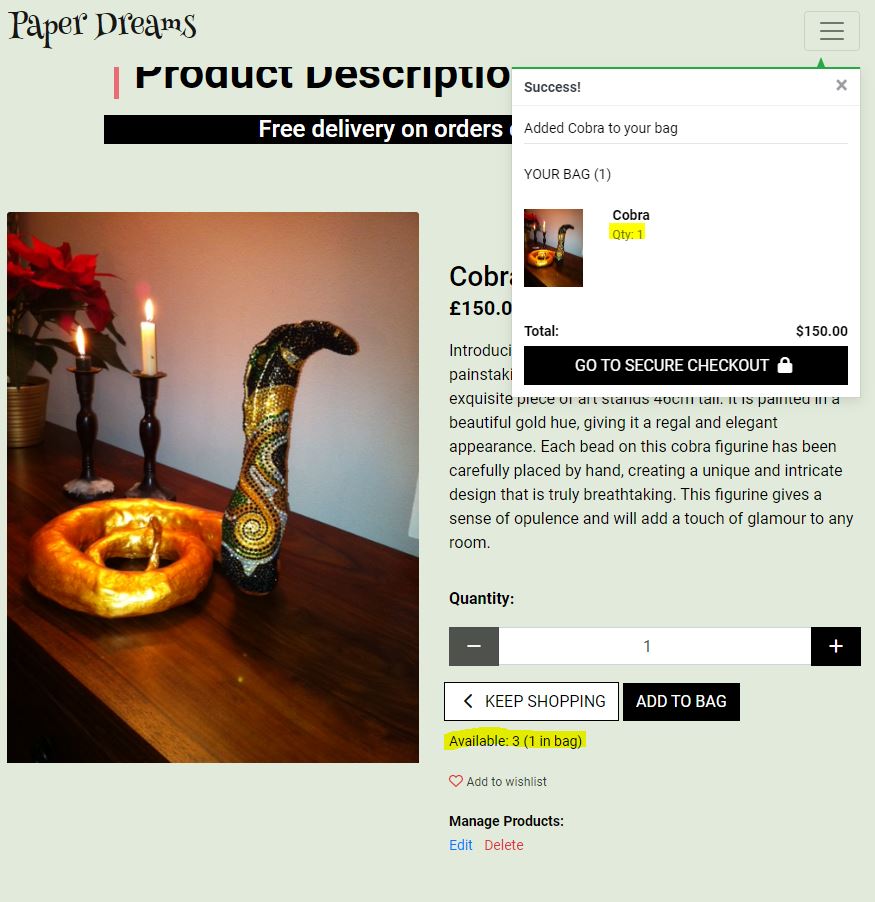 Paper Dreams
Product Descriptio
Free delivery on orders
Success!
×
Added Cobra to your bag
YOUR BAG (1)
Cobra
Qty: 1
Total: $150.00
GO TO SECURE CHECKOUT
Cobra
£150.0
Introduci
painstaki
exquisite piece of art stands 46cm tall. It is painted in a
beautiful gold hue, giving it a regal and elegant
appearance. Each bead on this cobra figurine has been
carefully placed by hand, creating a unique and intricate
design that is truly breathtaking. This figurine gives a
sense of opulence and will add a touch of glamour to any
room.
Quantity:
− 1 +
KEEP SHOPPING ADD TO BAG
Available: 3 (1 in bag)
Add to wishlist
Manage Products:
Edit Delete